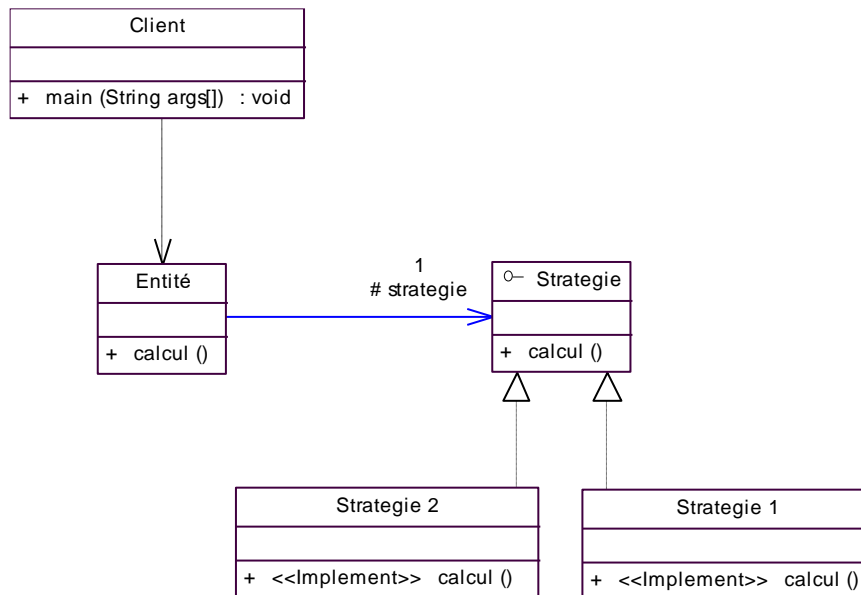 Client
+ main (String args[]) : void
1
# strategie
Entité
+ calcul ()
Strategie
+ calcul ()
Strategie 2
+ <<Implement>> calcul ()
Strategie 1
+ <<Implement>> calcul ()